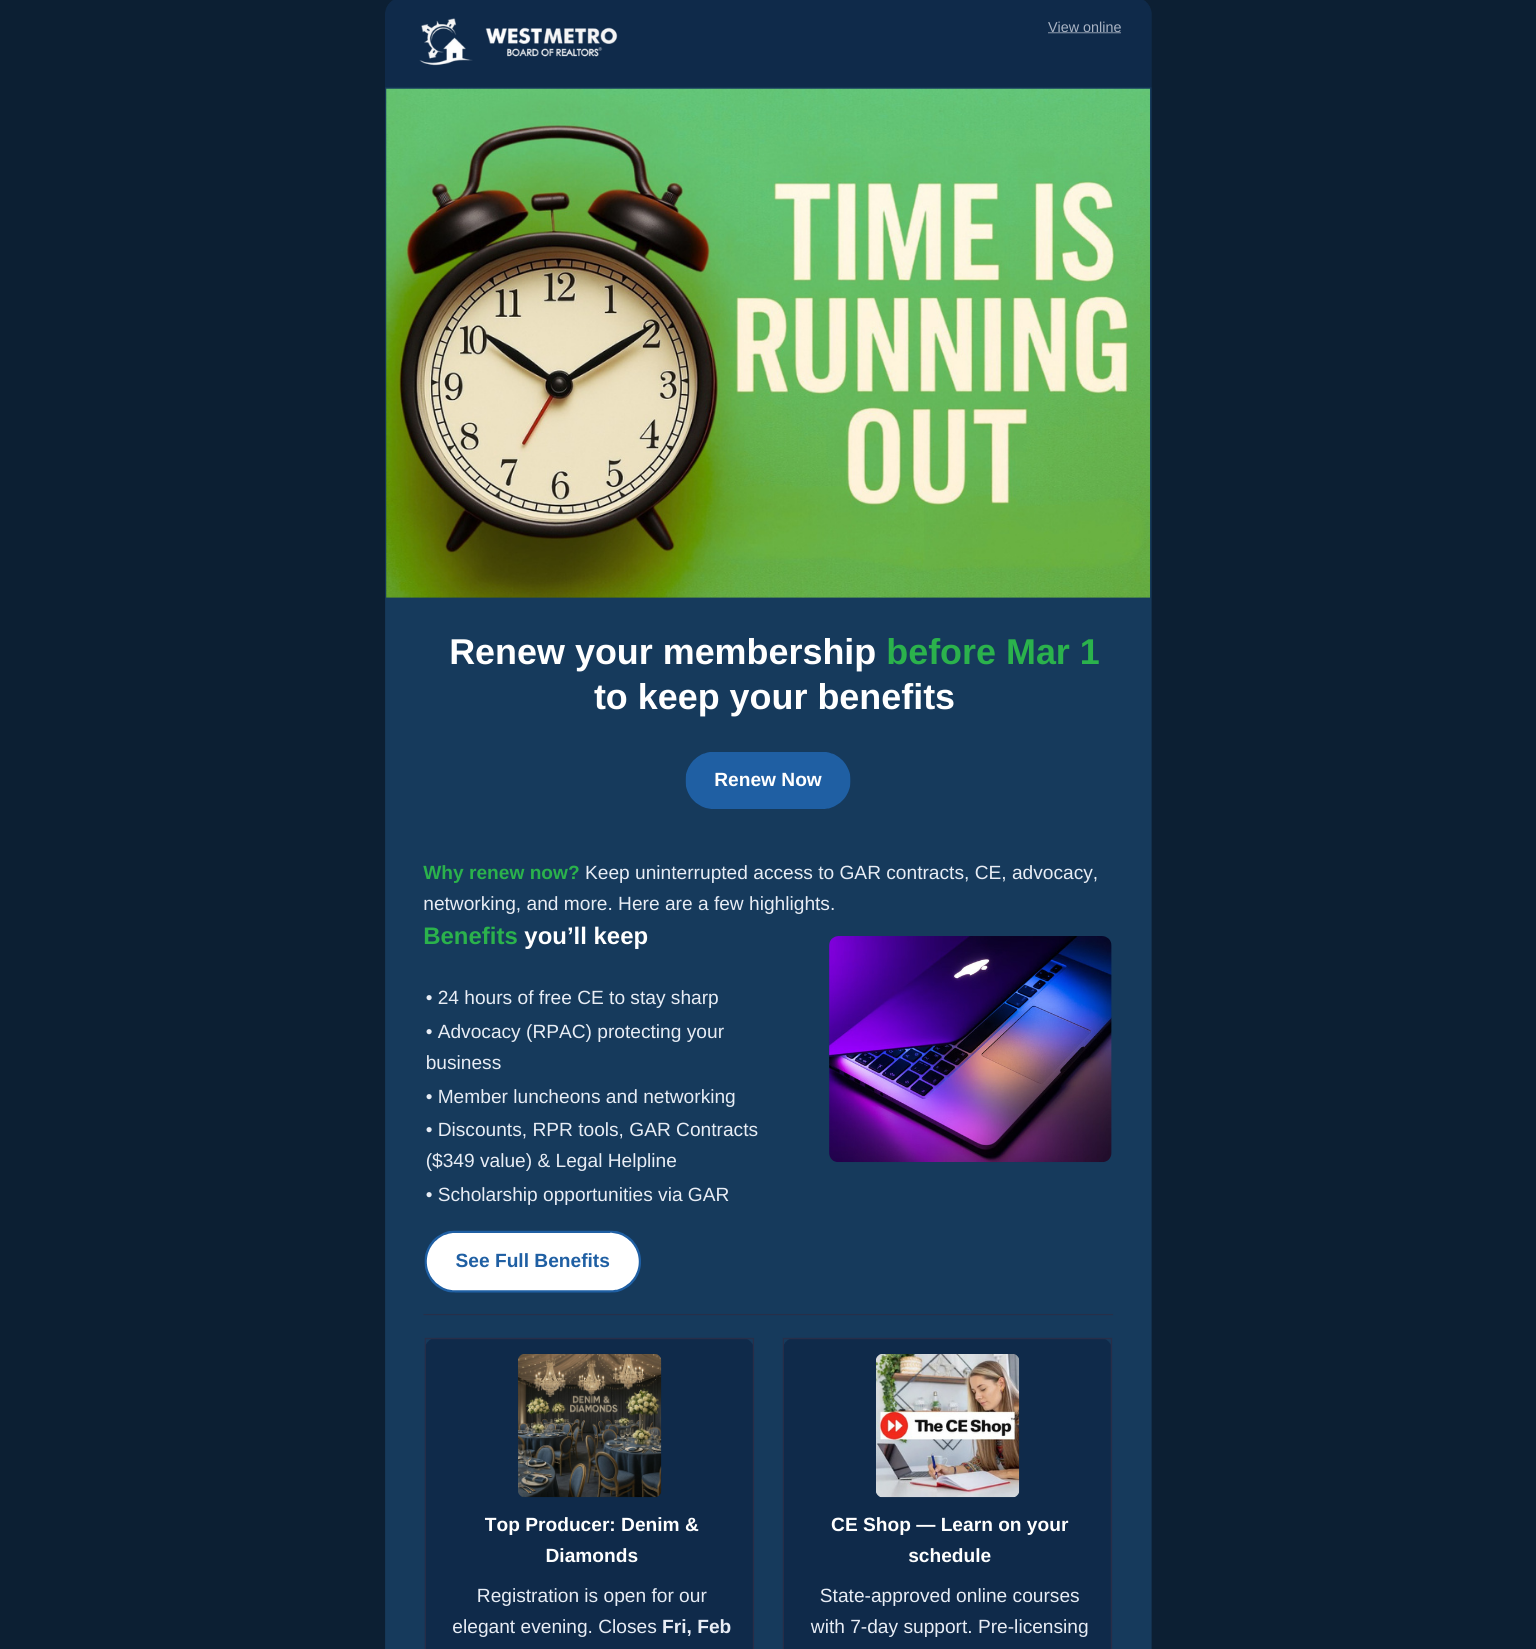 WESTMETRO
BOARD OF REALTORS®
View online
12
1
2
3
4
5
6
7
8
9
10
11
TIME IS
RUNNING
OUT
Renew your membership before Mar 1
to keep your benefits
Renew Now
Why renew now? Keep uninterrupted access to GAR contracts, CE, advocacy,
networking, and more. Here are a few highlights.
Benefits you’ll keep
• 24 hours of free CE to stay sharp
• Advocacy (RPAC) protecting your
business
• Member luncheons and networking
• Discounts, RPR tools, GAR Contracts
($349 value) & Legal Helpline
• Scholarship opportunities via GAR
See Full Benefits
DENIM &
DIAMONDS
Top Producer: Denim &
Diamonds
Registration is open for our
elegant evening. Closes Fri, Feb
The CE Shop
CE Shop — Learn on your
schedule
State-approved online courses
with 7-day support. Pre-licensing